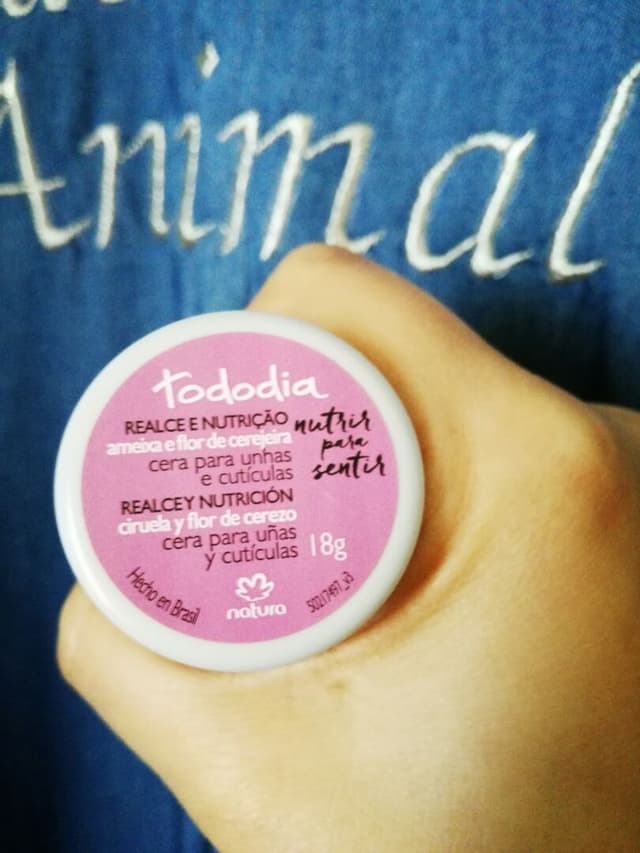 Animal
tododia
REALCE E NUTRIÇÃO
ameixa e flor de cerejeira
cera para unhas
e cutículas
nutrir
para
sentir
REALCE Y NUTRICIÓN
ciruela y flor de cerezo
cera para uñas
y cutículas
18g
Hecho en Brasil
natura
50217497_v3